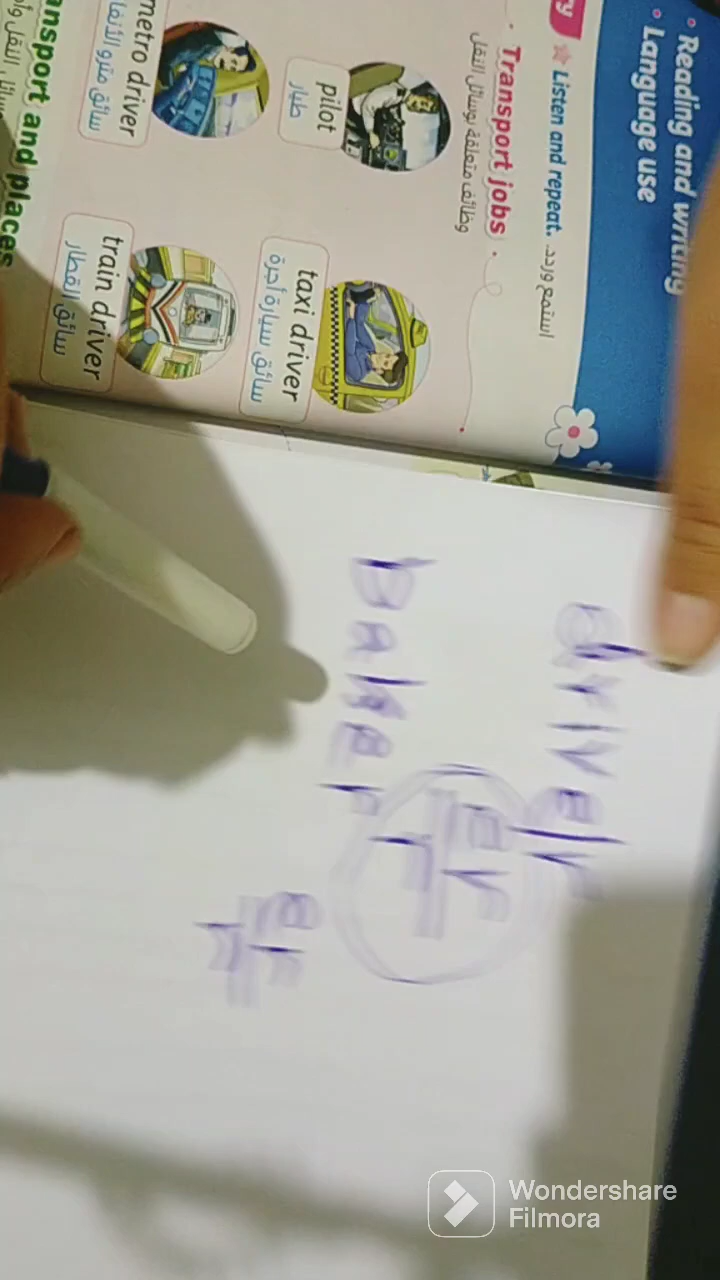 • Reading and writing
• Language use
Listen and repeat. استمع وردد.
• Transport jobs •
وظائف متعلقة بوسائل النقل
pilot
طيار
taxi driver
سائق سيارة أجرة
metro driver
سائق مترو الأنفاق
train driver
سائق القطار
ansport and places
driver
er
r
baker
er
r
Wondershare
Filmora